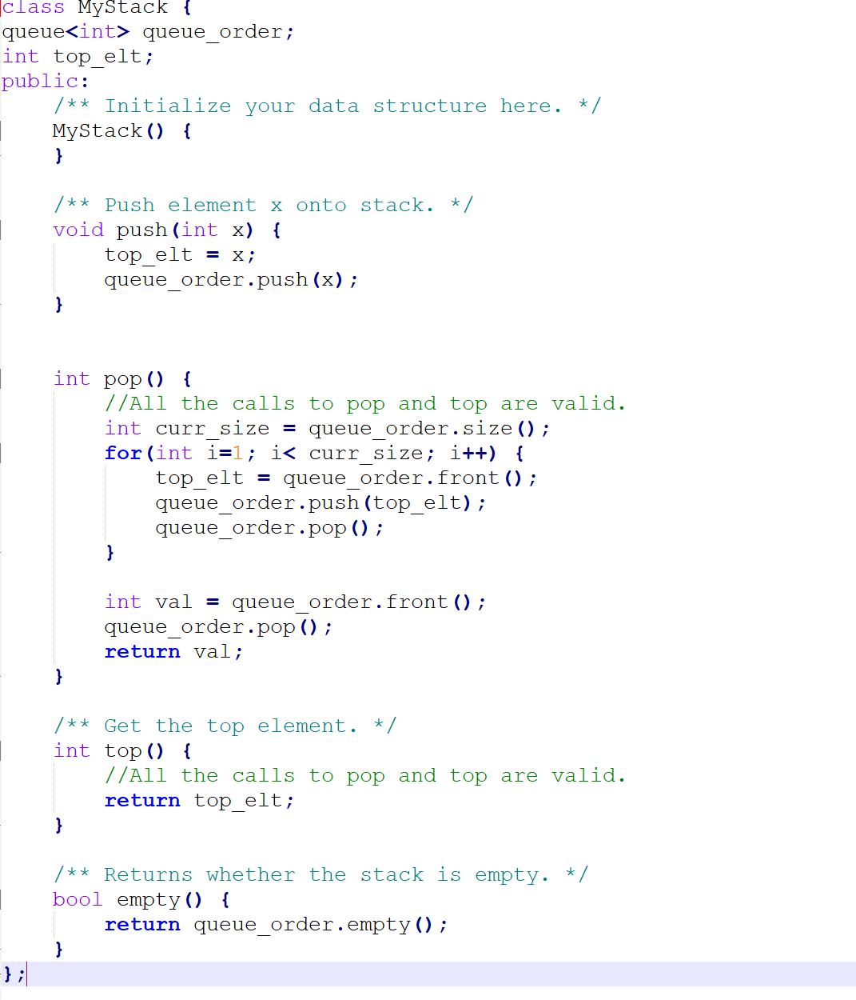 class MyStack {
queue<int> queue_order;
int top_elt;
public:
    /** Initialize your data structure here. */
    MyStack() {
    }

    /** Push element x onto stack. */
    void push(int x) {
        top_elt = x;
        queue_order.push(x);
    }


    int pop() {
        //All the calls to pop and top are valid.
        int curr_size = queue_order.size();
        for(int i=1; i< curr_size; i++) {
            top_elt = queue_order.front();
            queue_order.push(top_elt);
            queue_order.pop();
        }

        int val = queue_order.front();
        queue_order.pop();
        return val;
    }

    /** Get the top element. */
    int top() {
        //All the calls to pop and top are valid.
        return top_elt;
    }

    /** Returns whether the stack is empty. */
    bool empty() {
        return queue_order.empty();
    }
};